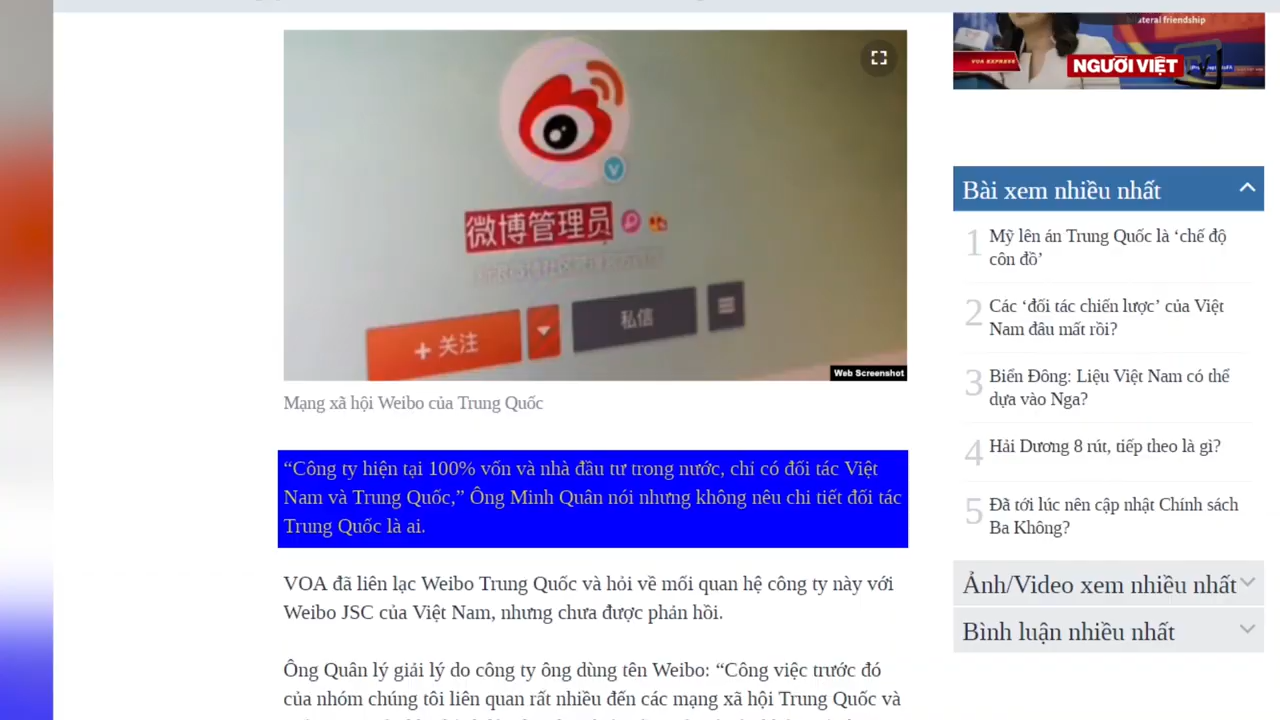 bilateral friendship
VOA EXPRESS
NGƯỜI VIỆT
微博管理员
+ 关注
私信
Web Screenshot
Mạng xã hội Weibo của Trung Quốc
“Công ty hiện tại 100% vốn và nhà đầu tư trong nước, chỉ có đối tác Việt
Nam và Trung Quốc,” Ông Minh Quân nói nhưng không nêu chi tiết đối tác
Trung Quốc là ai.
VOA đã liên lạc Weibo Trung Quốc và hỏi về mối quan hệ công ty này với
Weibo JSC của Việt Nam, nhưng chưa được phản hồi.
Ông Quân lý giải lý do công ty ông dùng tên Weibo: “Công việc trước đó
của nhóm chúng tôi liên quan rất nhiều đến các mạng xã hội Trung Quốc và
Bài xem nhiều nhất
1 Mỹ lên án Trung Quốc là ‘chế độ
côn đồ’
2 Các ‘đối tác chiến lược’ của Việt
Nam đâu mất rồi?
3 Biển Đông: Liệu Việt Nam có thể
dựa vào Nga?
4 Hải Dương 8 rút, tiếp theo là gì?
5 Đã tới lúc nên cập nhật Chính sách
Ba Không?
Ảnh/Video xem nhiều nhất
Bình luận nhiều nhất